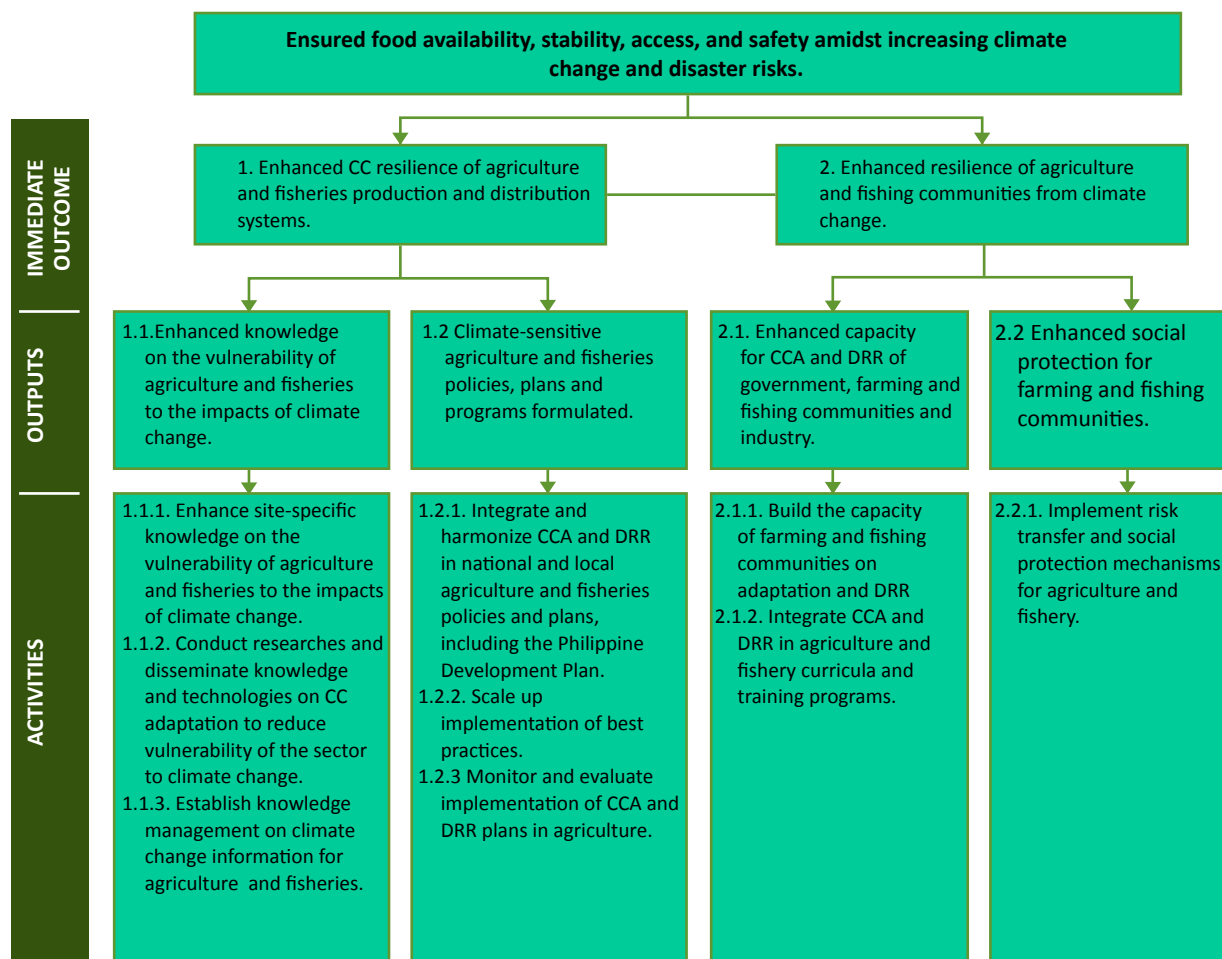 Ensured food availability, stability, access, and safety amidst increasing climate
change and disaster risks.
IMMEDIATE
OUTCOME
1. Enhanced CC resilience of agriculture
and fisheries production and distribution
systems.
2. Enhanced resilience of agriculture
and fishing communities from climate
change.
OUTPUTS
1.1.Enhanced knowledge
on the vulnerability of
agriculture and fisheries
to the impacts of climate
change.
1.2 Climate-sensitive
agriculture and fisheries
policies, plans and
programs formulated.
2.1. Enhanced capacity
for CCA and DRR of
government, farming and
fishing communities and
industry.
2.2 Enhanced social
protection for
farming and fishing
communities.
ACTIVITIES
1.1.1. Enhance site-specific
knowledge on the
vulnerability of agriculture
and fisheries to the impacts
of climate change.
1.1.2. Conduct researches and
disseminate knowledge
and technologies on CC
adaptation to reduce
vulnerability of the sector
to climate change.
1.1.3. Establish knowledge
management on climate
change information for
agriculture and fisheries.
1.2.1. Integrate and
harmonize CCA and DRR
in national and local
agriculture and fisheries
policies and plans,
including the Philippine
Development Plan.
1.2.2. Scale up
implementation of best
practices.
1.2.3 Monitor and evaluate
implementation of CCA and
DRR plans in agriculture.
2.1.1. Build the capacity
of farming and fishing
communities on
adaptation and DRR
2.1.2. Integrate CCA and
DRR in agriculture and
fishery curricula and
training programs.
2.2.1. Implement risk
transfer and social
protection mechanisms
for agriculture and
fishery.